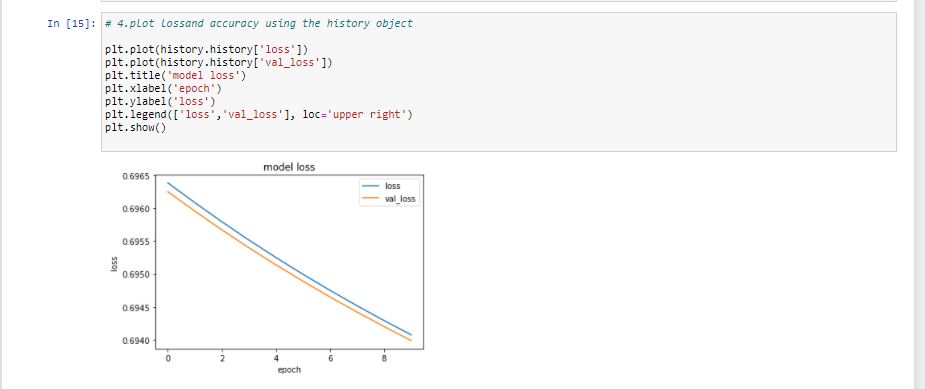 In [15]: # 4.plot Lossand accuracy using the history object
plt.plot(history.history['loss'])
plt.plot(history.history['val_loss'])
plt.title('model loss')
plt.xlabel('epoch')
plt.ylabel('loss')
plt.legend(['loss','val_loss'], loc='upper right')
plt.show()
model loss
0.6965
0.6960
0.6955
0.6950
0.6945
0.6940
loss
loss
val_loss
0 2 4 6 8
epoch